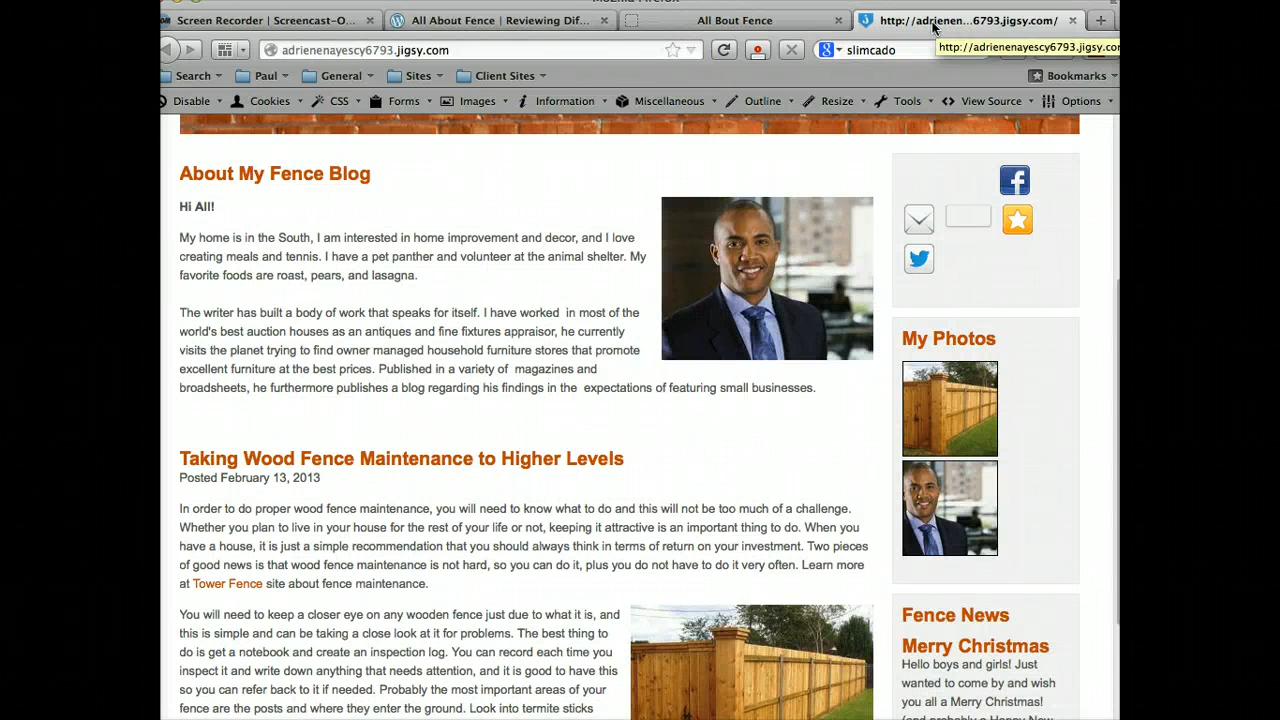 Mozilla Firefox
Screen Recorder | Screencast-O...
All About Fence | Reviewing Dif...
All Bout Fence
http://adrienen...6793.jigsy.com/
adrienenayescy6793.jigsy.com
slimcado
http://adrienenayescy6793.jigsy.co
Search
Paul
General
Sites
Client Sites
Bookmarks
Disable
Cookies
CSS
Forms
Images
Information
Miscellaneous
Outline
Resize
Tools
View Source
Options
About My Fence Blog
Hi All!
My home is in the South, I am interested in home improvement and decor, and I love
creating meals and tennis. I have a pet panther and volunteer at the animal shelter. My
favorite foods are roast, pears, and lasagna.
The writer has built a body of work that speaks for itself. I have worked in most of the
world's best auction houses as an antiques and fine fixtures appraisor, he currently
visits the planet trying to find owner managed household furniture stores that promote
excellent furniture at the best prices. Published in a variety of magazines and
broadsheets, he furthermore publishes a blog regarding his findings in the expectations of featuring small businesses.
Taking Wood Fence Maintenance to Higher Levels
Posted February 13, 2013
In order to do proper wood fence maintenance, you will need to know what to do and this will not be too much of a challenge.
Whether you plan to live in your house for the rest of your life or not, keeping it attractive is an important thing to do. When you
have a house, it is just a simple recommendation that you should always think in terms of return on your investment. Two pieces
of good news is that wood fence maintenance is not hard, so you can do it, plus you do not have to do it very often. Learn more
at Tower Fence site about fence maintenance.
You will need to keep a closer eye on any wooden fence just due to what it is, and
this is simple and can be taking a close look at it for problems. The best thing to
do is get a notebook and create an inspection log. You can record each time you
inspect it and write down anything that needs attention, and it is good to have this
so you can refer back to it if needed. Probably the most important areas of your
fence are the posts and where they enter the ground. Look into termite sticks
My Photos
Fence News
Merry Christmas
Hello boys and girls! Just
wanted to come by and wish
you all a Merry Christmas!
(and probably a Happy New